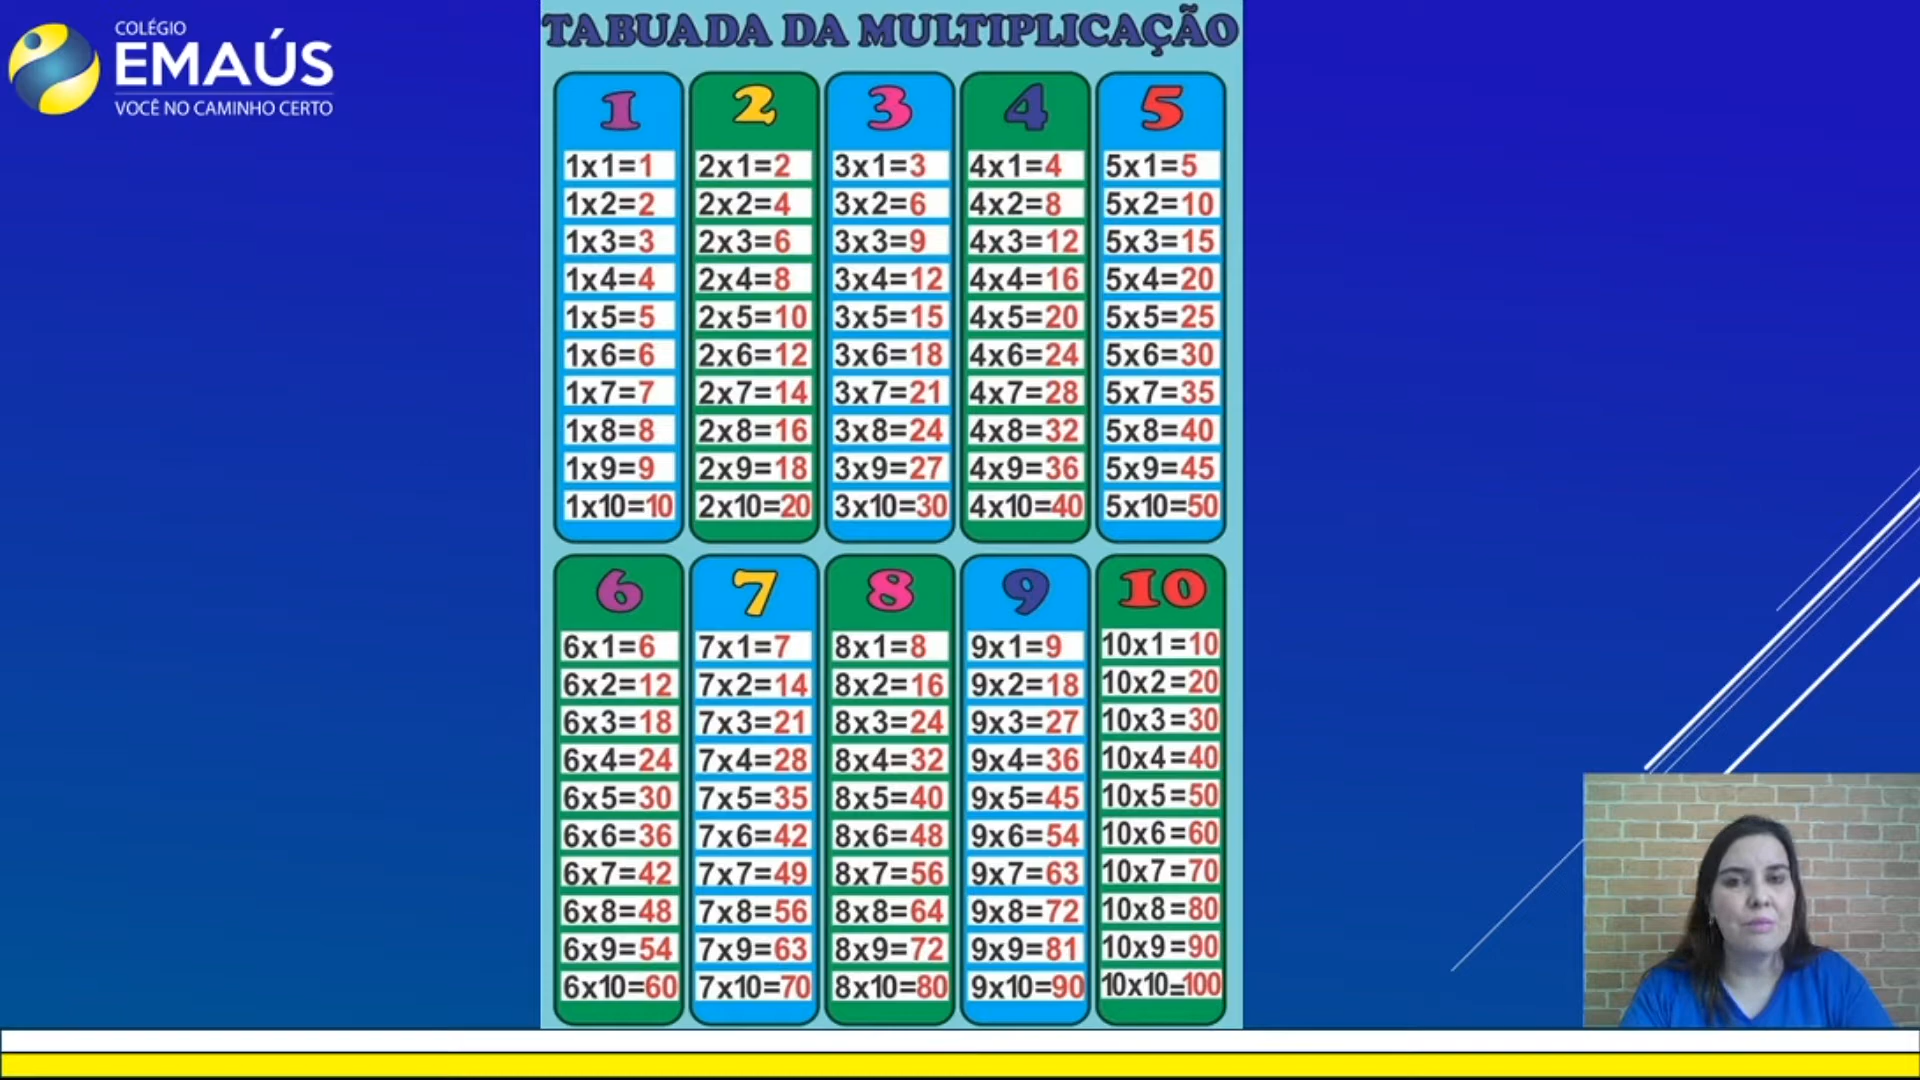 COLÉGIO
EMAÚS
VOCÊ NO CAMINHO CERTO
TABUADA DA MULTIPLICAÇÃO
1
1x1=1
1x2=2
1x3=3
1x4=4
1x5=5
1x6=6
1x7=7
1x8=8
1x9=9
1x10=10
2
2x1=2
2x2=4
2x3=6
2x4=8
2x5=10
2x6=12
2x7=14
2x8=16
2x9=18
2x10=20
3
3x1=3
3x2=6
3x3=9
3x4=12
3x5=15
3x6=18
3x7=21
3x8=24
3x9=27
3x10=30
4
4x1=4
4x2=8
4x3=12
4x4=16
4x5=20
4x6=24
4x7=28
4x8=32
4x9=36
4x10=40
5
5x1=5
5x2=10
5x3=15
5x4=20
5x5=25
5x6=30
5x7=35
5x8=40
5x9=45
5x10=50
6
6x1=6
6x2=12
6x3=18
6x4=24
6x5=30
6x6=36
6x7=42
6x8=48
6x9=54
6x10=60
7
7x1=7
7x2=14
7x3=21
7x4=28
7x5=35
7x6=42
7x7=49
7x8=56
7x9=63
7x10=70
8
8x1=8
8x2=16
8x3=24
8x4=32
8x5=40
8x6=48
8x7=56
8x8=64
8x9=72
8x10=80
9
9x1=9
9x2=18
9x3=27
9x4=36
9x5=45
9x6=54
9x7=63
9x8=72
9x9=81
9x10=90
10
10x1=10
10x2=20
10x3=30
10x4=40
10x5=50
10x6=60
10x7=70
10x8=80
10x9=90
10x10=100